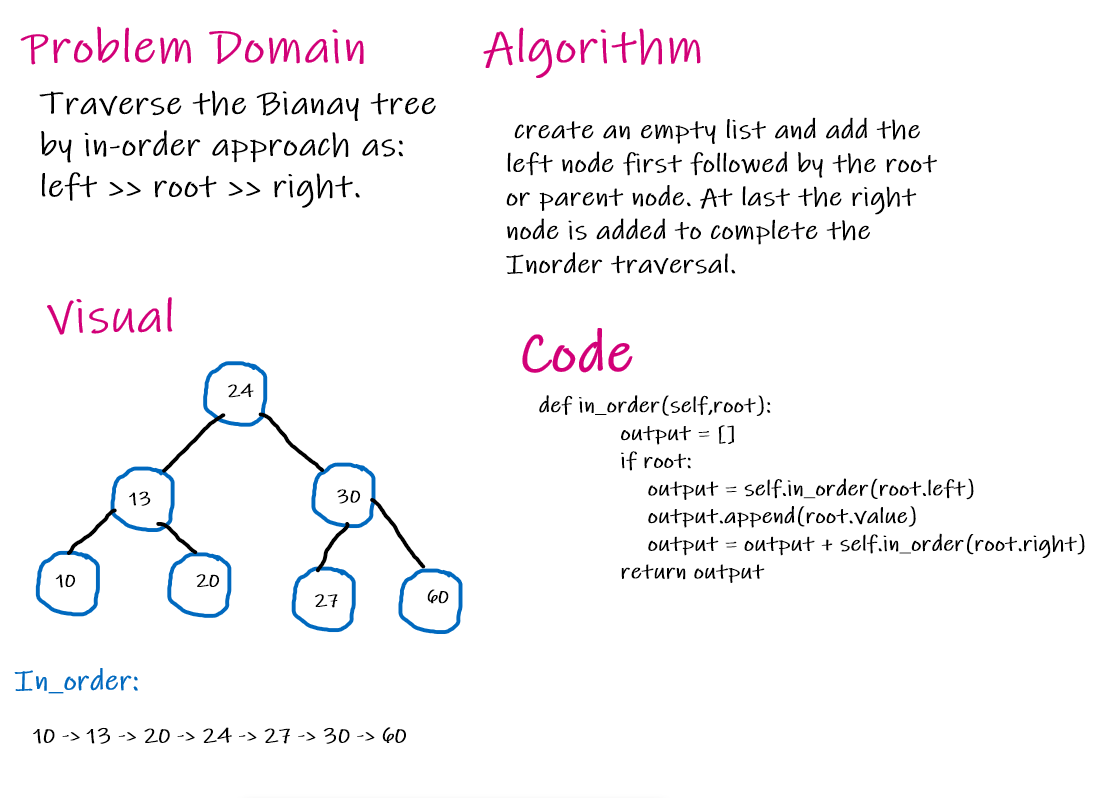 Problem Domain
Traverse the Bianay tree
by in-order approach as:
left >> root >> right.
Algorithm
create an empty list and add the
left node first followed by the root
or parent node. At last the right
node is added to complete the
Inorder traversal.
Visual
24
13
30
10
20
27
60
In_order:
10 -> 13 -> 20 -> 24 -> 27 -> 30 -> 60
Code
def in_order(self,root):
output = []
if root:
output = self.in_order(root.left)
output.append(root.value)
output = output + self.in_order(root.right)
return output